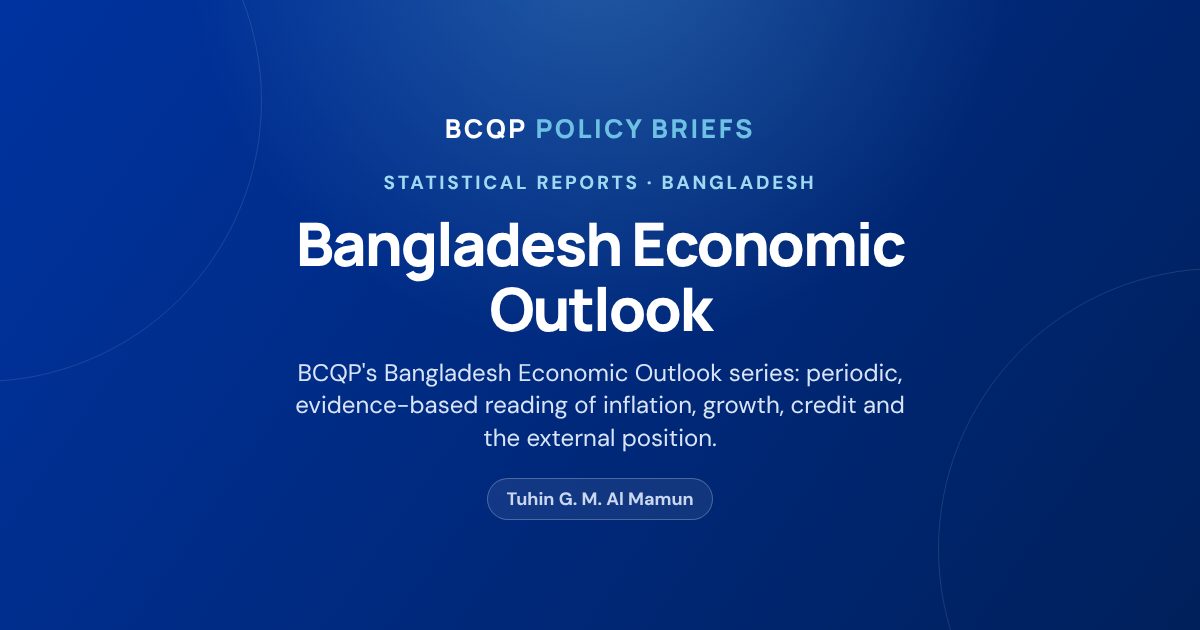 BCQP POLICY BRIEFS
STATISTICAL REPORTS · BANGLADESH
Bangladesh Economic
Outlook
BCQP's Bangladesh Economic Outlook series: periodic,
evidence-based reading of inflation, growth, credit and
the external position.
Tuhin G. M. Al Mamun